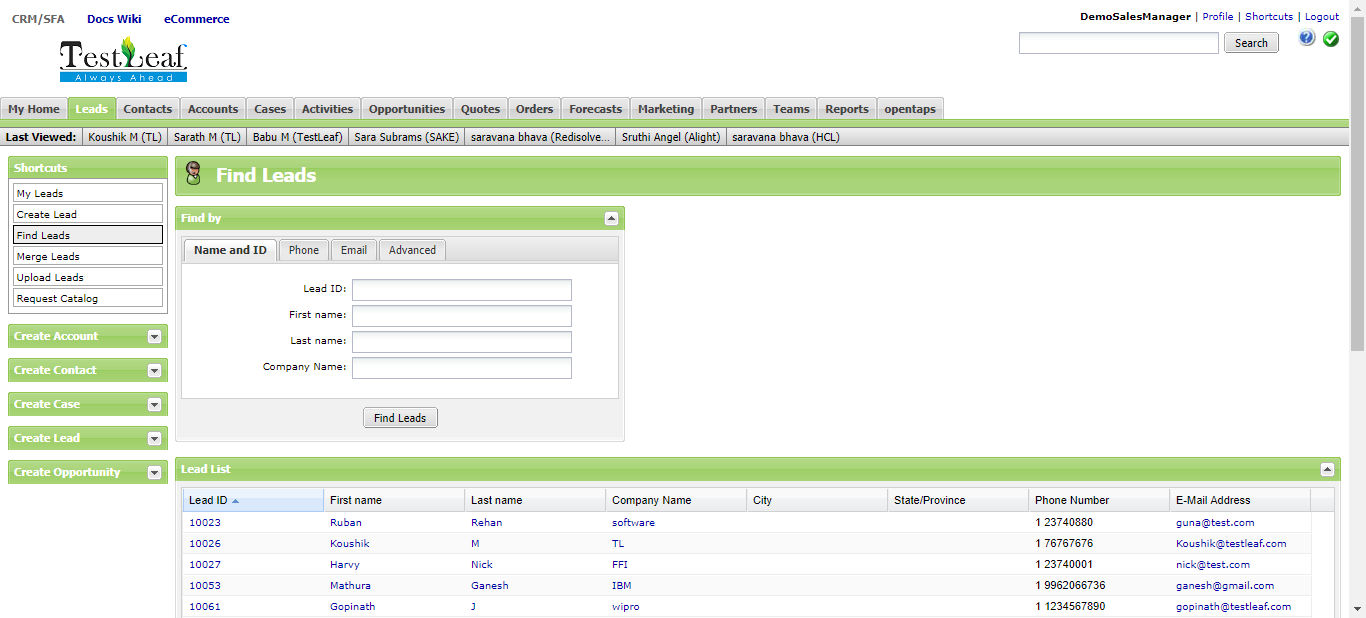 CRM/SFA Docs Wiki eCommerce
DemoSalesManager | Profile | Shortcuts | Logout
Search
TestLeaf
Always Ahead
My Home Leads Contacts Accounts Cases Activities Opportunities Quotes Orders Forecasts Marketing Partners Teams Reports opentaps
Last Viewed: Koushik M (TL) Sarath M (TL) Babu M (TestLeaf) Sara Subrams (SAKE) saravana bhava (Redisolve... Sruthi Angel (Alight) saravana bhava (HCL)
Shortcuts
My Leads
Create Lead
Find Leads
Merge Leads
Upload Leads
Request Catalog
Create Account
Create Contact
Create Case
Create Lead
Create Opportunity
Find Leads
Find by
Name and ID Phone Email Advanced
Lead ID:
First name:
Last name:
Company Name:
Find Leads
Lead List
Lead ID First name Last name Company Name City State/Province Phone Number E-Mail Address
10023 Ruban Rehan software 1 23740880 guna@test.com
10026 Koushik M TL 1 76767676 Koushik@testleaf.com
10027 Harvy Nick FFI 1 23740001 nick@test.com
10053 Mathura Ganesh IBM 1 9962066736 ganesh@gmail.com
10061 Gopinath J wipro 1 1234567890 gopinath@testleaf.com